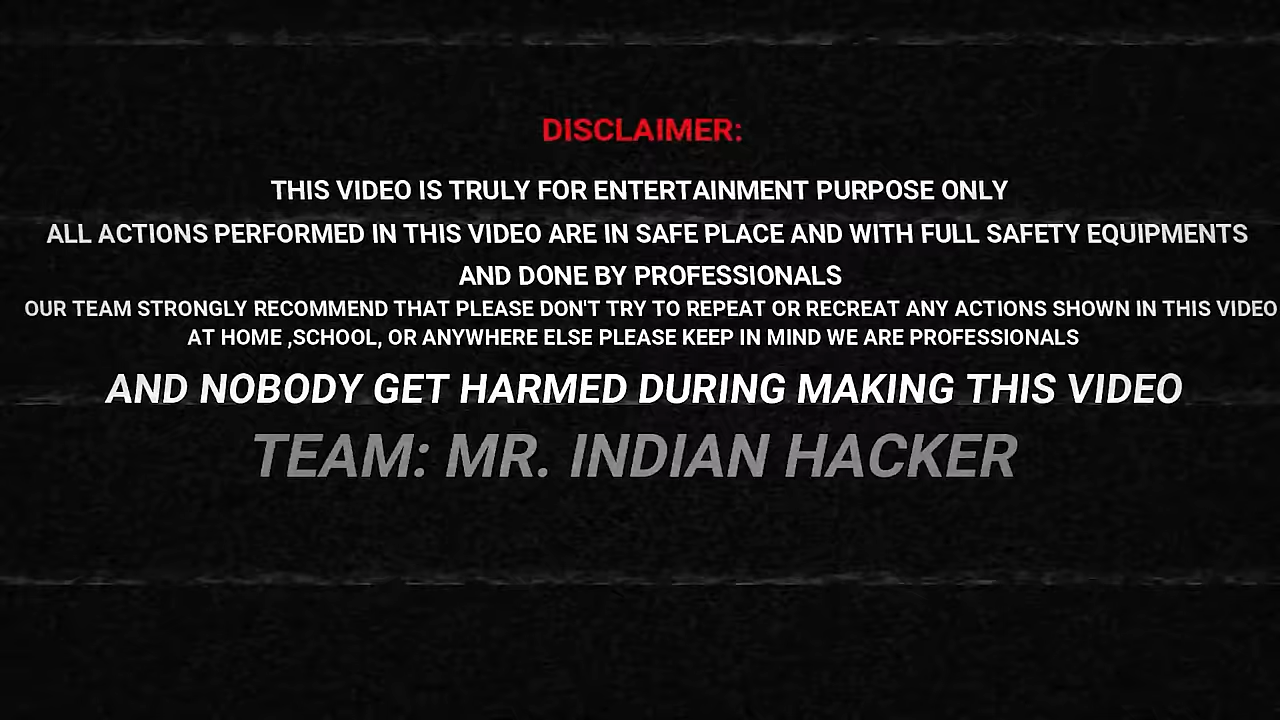 DISCLAIMER:
THIS VIDEO IS TRULY FOR ENTERTAINMENT PURPOSE ONLY
ALL ACTIONS PERFORMED IN THIS VIDEO ARE IN SAFE PLACE AND WITH FULL SAFETY EQUIPMENTS
AND DONE BY PROFESSIONALS
OUR TEAM STRONGLY RECOMMEND THAT PLEASE DON'T TRY TO REPEAT OR RECREAT ANY ACTIONS SHOWN IN THIS VIDEO
AT HOME ,SCHOOL, OR ANYWHERE ELSE PLEASE KEEP IN MIND WE ARE PROFESSIONALS
AND NOBODY GET HARMED DURING MAKING THIS VIDEO
TEAM: MR. INDIAN HACKER